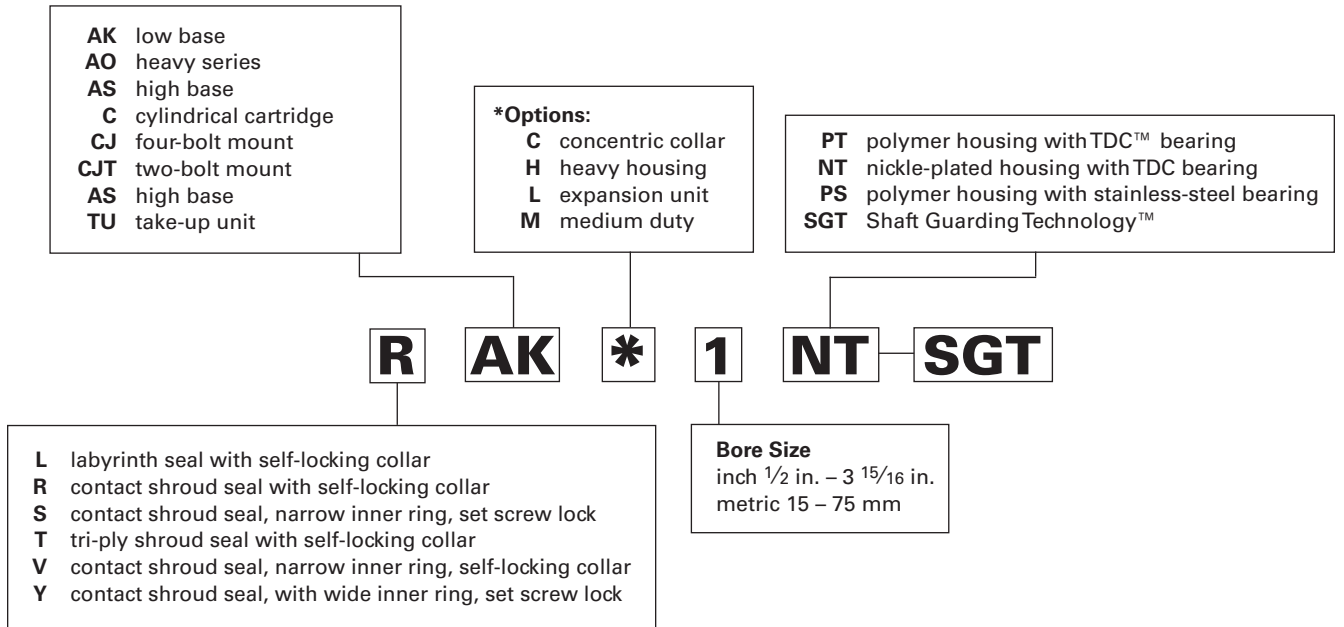 AK low base
AO heavy series
AS high base
C cylindrical cartridge
CJ four-bolt mount
CJT two-bolt mount
AS high base
TU take-up unit
*Options:
C concentric collar
H heavy housing
L expansion unit
M medium duty
PT polymer housing with TDC™ bearing
NT nickle-plated housing with TDC bearing
PS polymer housing with stainless-steel bearing
SGT Shaft Guarding Technology™
R AK * 1 NT SGT
L labyrinth seal with self-locking collar
R contact shroud seal with self-locking collar
S contact shroud seal, narrow inner ring, set screw lock
T tri-ply shroud seal with self-locking collar
V contact shroud seal, narrow inner ring, self-locking collar
Y contact shroud seal, with wide inner ring, set screw lock
Bore Size
inch 1/2 in. – 3 15/16 in.
metric 15 – 75 mm